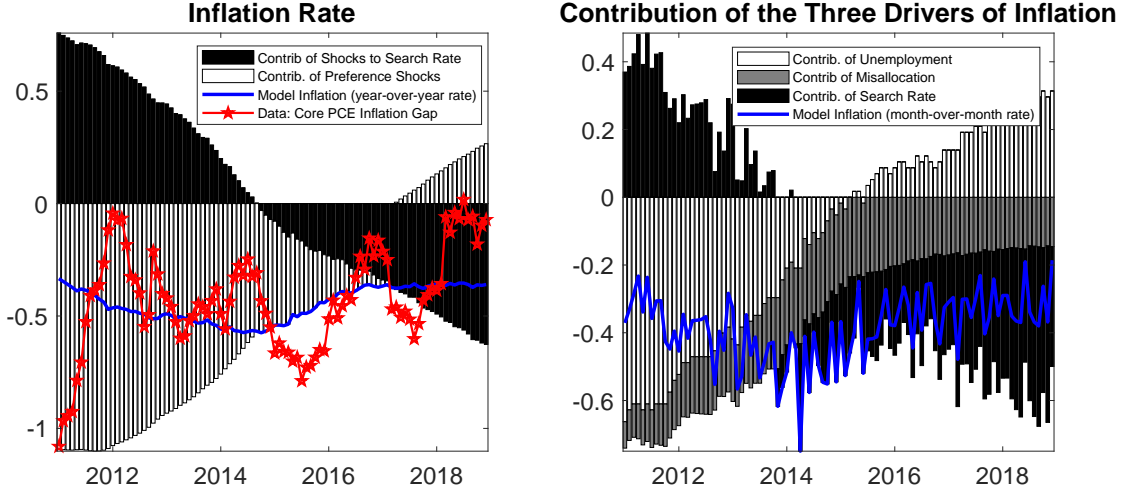 Inflation Rate
Contrib of Shocks to Search Rate
Contrib. of Preference Shocks
Model Inflation (year-over-year rate)
Data: Core PCE Inflation Gap
0.5
0
-0.5
-1
2012
2014
2016
2018
Contribution of the Three Drivers of Inflation
Contrib. of Unemployment
Contrib of Misallocation
Contrib. of Search Rate
Model Inflation (month-over-month rate)
0.4
0.2
0
-0.2
-0.4
-0.6
2012
2014
2016
2018